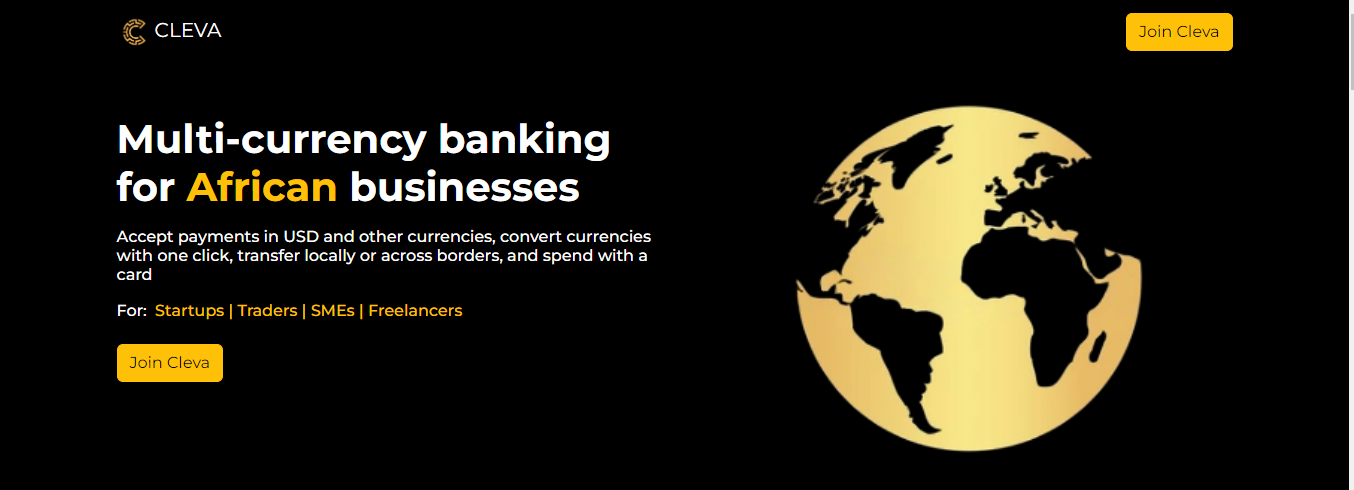 CLEVA
Join Cleva
Multi-currency banking
for African businesses
Accept payments in USD and other currencies, convert currencies
with one click, transfer locally or across borders, and spend with a
card
For: Startups | Traders | SMEs | Freelancers
Join Cleva